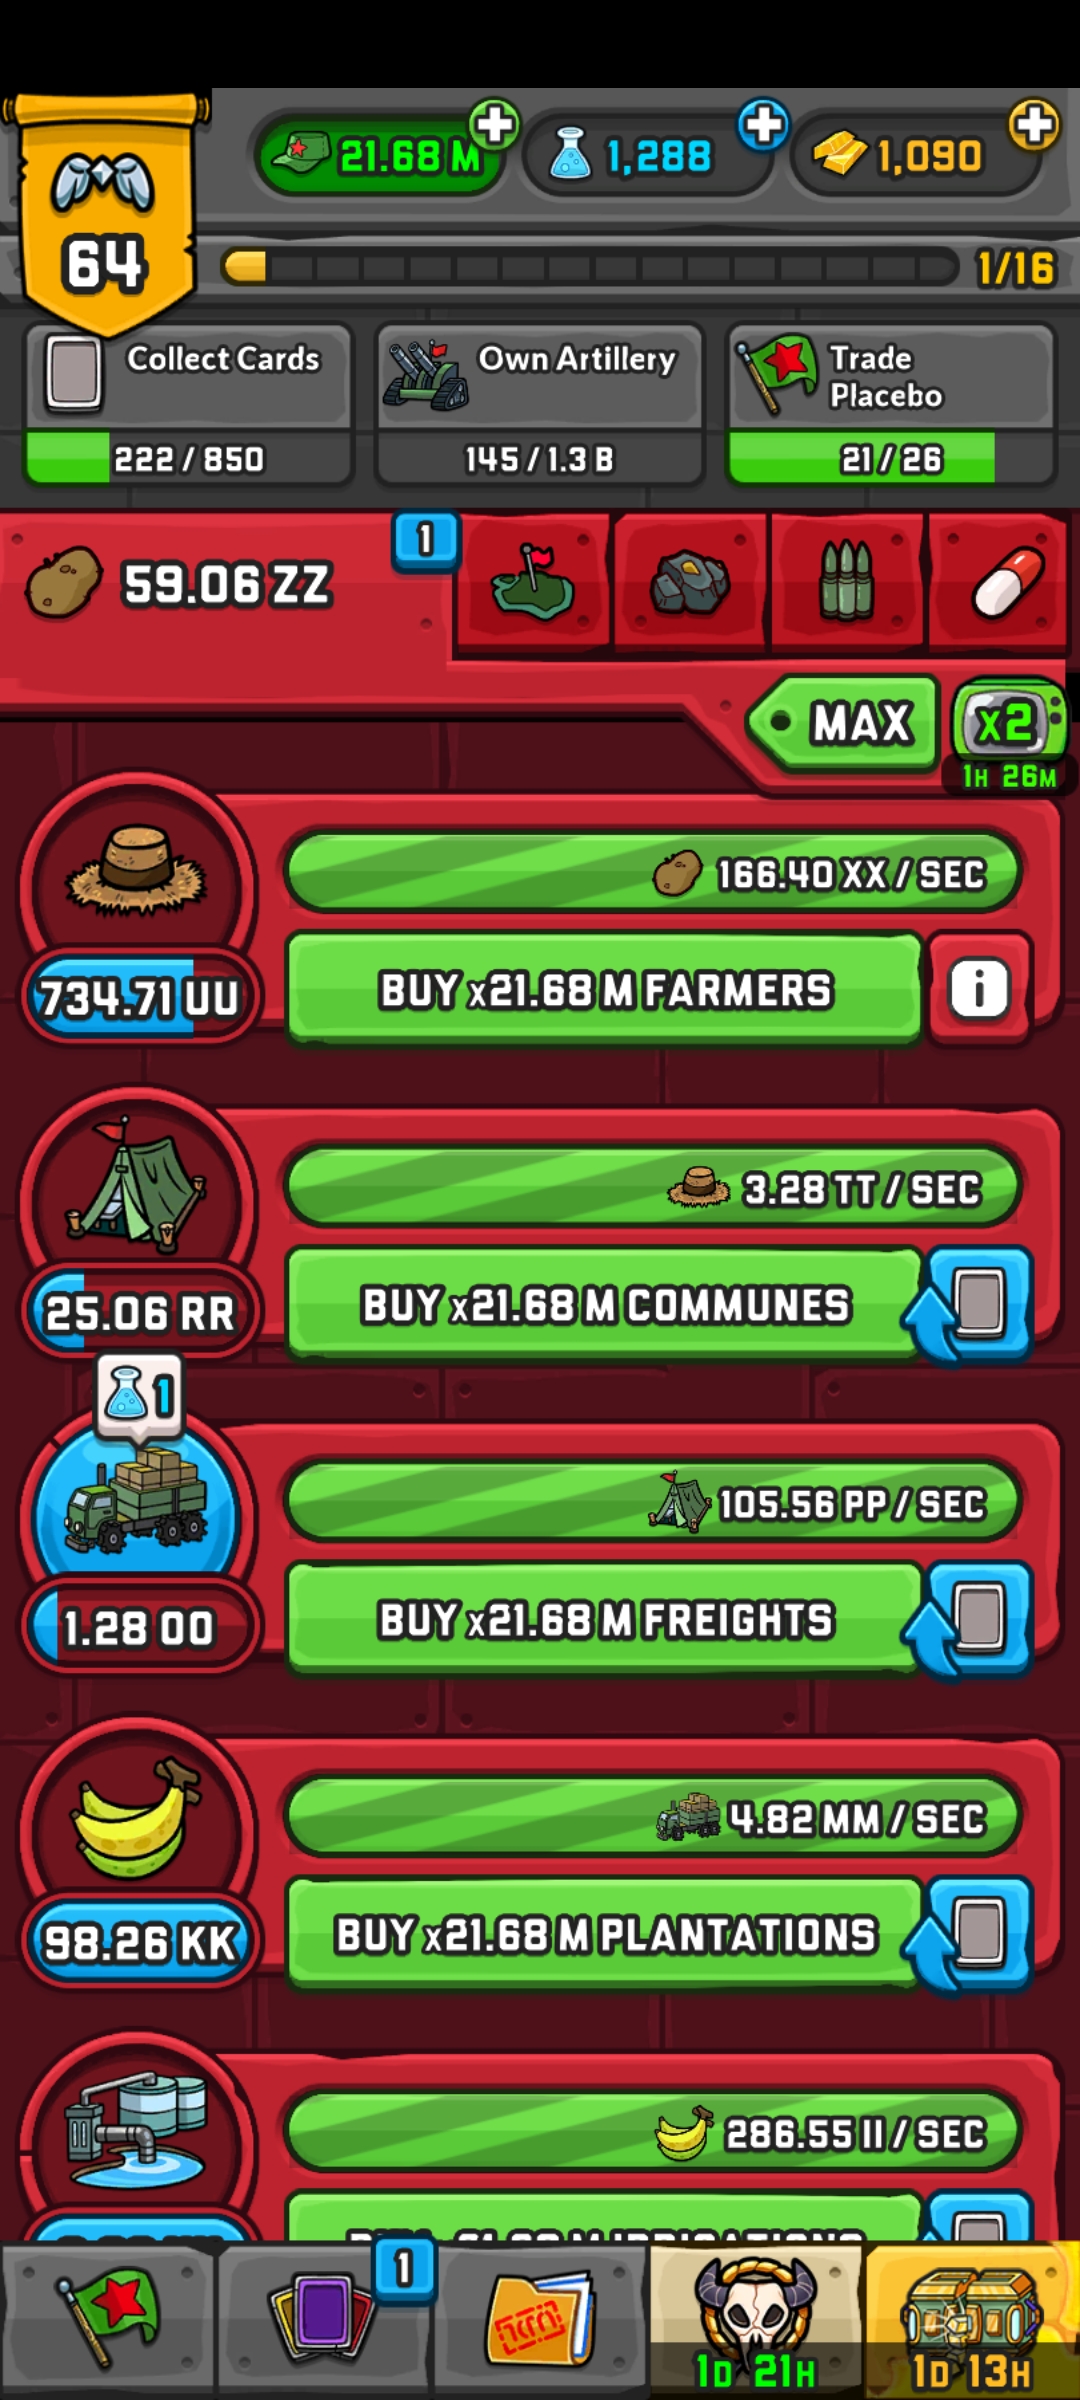 64
21.68 M
1,288
1,090
1/16
Collect Cards
222 / 850
Own Artillery
145 / 1.3 B
Trade
Placebo
21 / 26
59.06 ZZ
1
MAX
x2
1H 26M
166.40 XX / SEC
734.71 UU
BUY x21.68 M FARMERS
i
3.28 TT / SEC
25.06 RR
BUY x21.68 M COMMUNES
1
105.56 PP / SEC
1.28 OO
BUY x21.68 M FREIGHTS
4.82 MM / SEC
98.26 KK
BUY x21.68 M PLANTATIONS
286.55 II / SEC
1
1D 21H
1D 13H